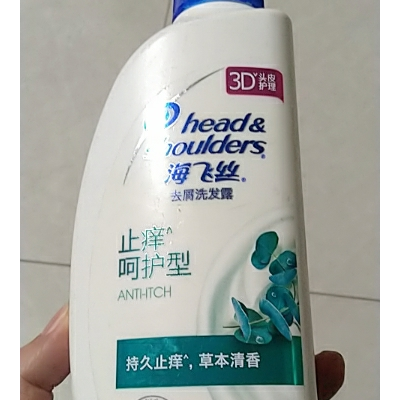 3D 头皮
护理
head &
shoulders
海飞丝
去屑洗发露
止痒^
呵护型
ANTI-ITCH
持久止痒^,草本清香